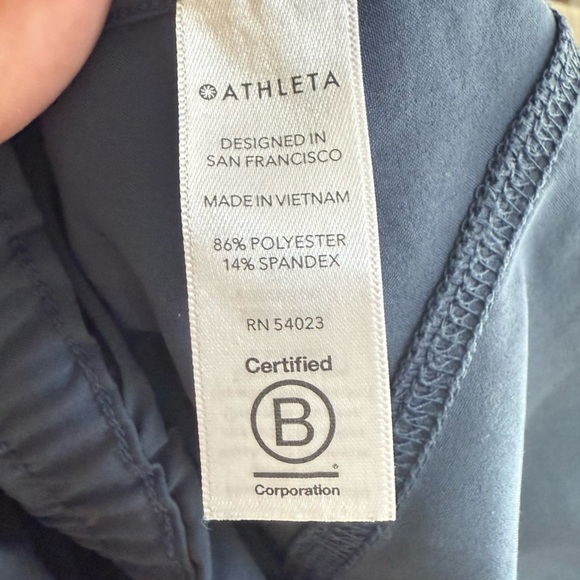 ATHLETA
DESIGNED IN
SAN FRANCISCO
MADE IN VIETNAM
86% POLYESTER
14% SPANDEX
RN 54023
Certified
B
®
Corporation